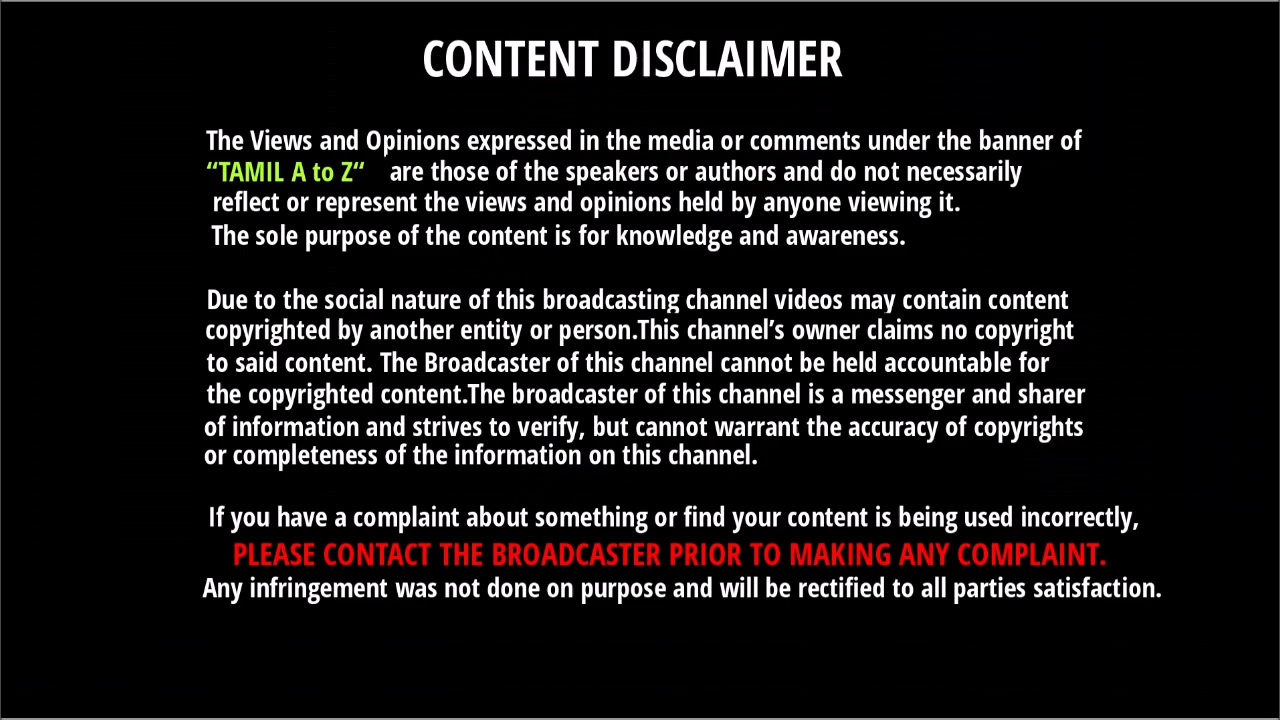 CONTENT DISCLAIMER
The Views and Opinions expressed in the media or comments under the banner of
“TAMIL A to Z“ are those of the speakers or authors and do not necessarily
reflect or represent the views and opinions held by anyone viewing it.
The sole purpose of the content is for knowledge and awareness.
Due to the social nature of this broadcasting channel videos may contain content
copyrighted by another entity or person.This channel’s owner claims no copyright
to said content. The Broadcaster of this channel cannot be held accountable for
the copyrighted content.The broadcaster of this channel is a messenger and sharer
of information and strives to verify, but cannot warrant the accuracy of copyrights
or completeness of the information on this channel.
If you have a complaint about something or find your content is being used incorrectly,
PLEASE CONTACT THE BROADCASTER PRIOR TO MAKING ANY COMPLAINT.
Any infringement was not done on purpose and will be rectified to all parties satisfaction.